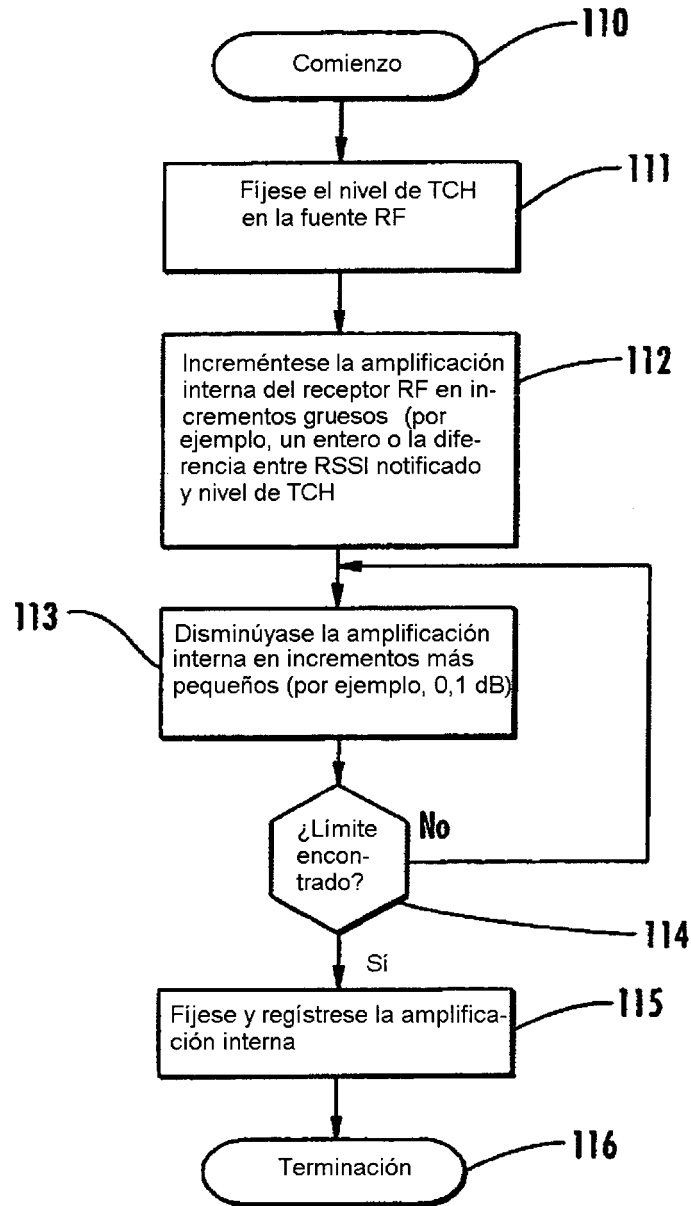 110
Comienzo
111
Fíjese el nivel de TCH
en la fuente RF
112
Increméntese la amplificación
interna del receptor RF en in-
crementos gruesos (por
ejemplo, un entero o la dife-
rencia entre RSSI notificado
y nivel de TCH
113
Disminúyase la amplificación
interna en incrementos más
pequeños (por ejemplo, 0,1 dB)
¿Límite
encon-
trado?
No
114
Sí
115
Fíjese y regístrese la amplifica-
ción interna
116
Terminación